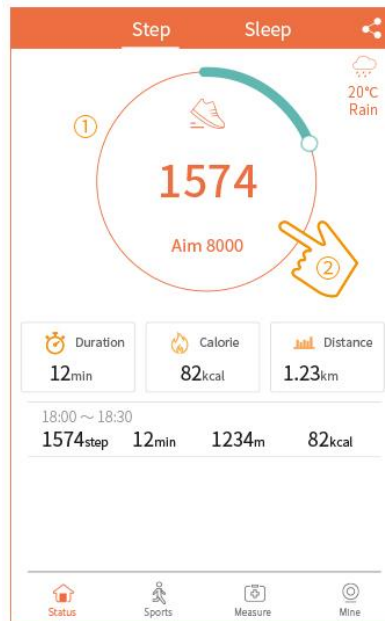 Step Sleep
20°C
Rain
①
1574
Aim 8000
②
Duration Calorie Distance
12min 82kcal 1.23km
18:00 ~ 18:30
1574step 12min 1234m 82kcal
Status Sports Measure Mine